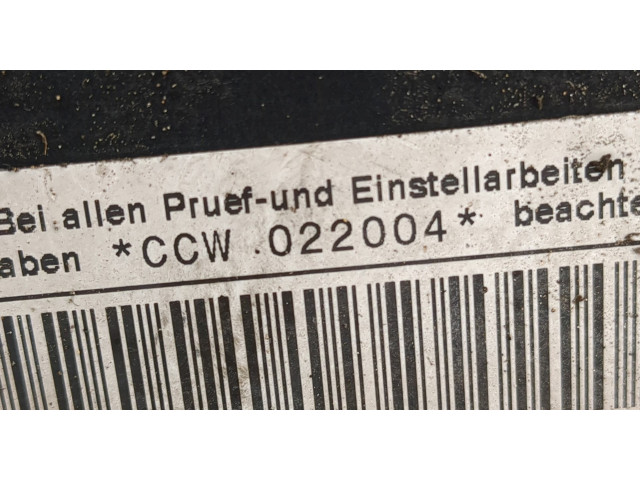 Bei allen Pruef-und Einstellarbeiten
aben *CCW 022004* beachte